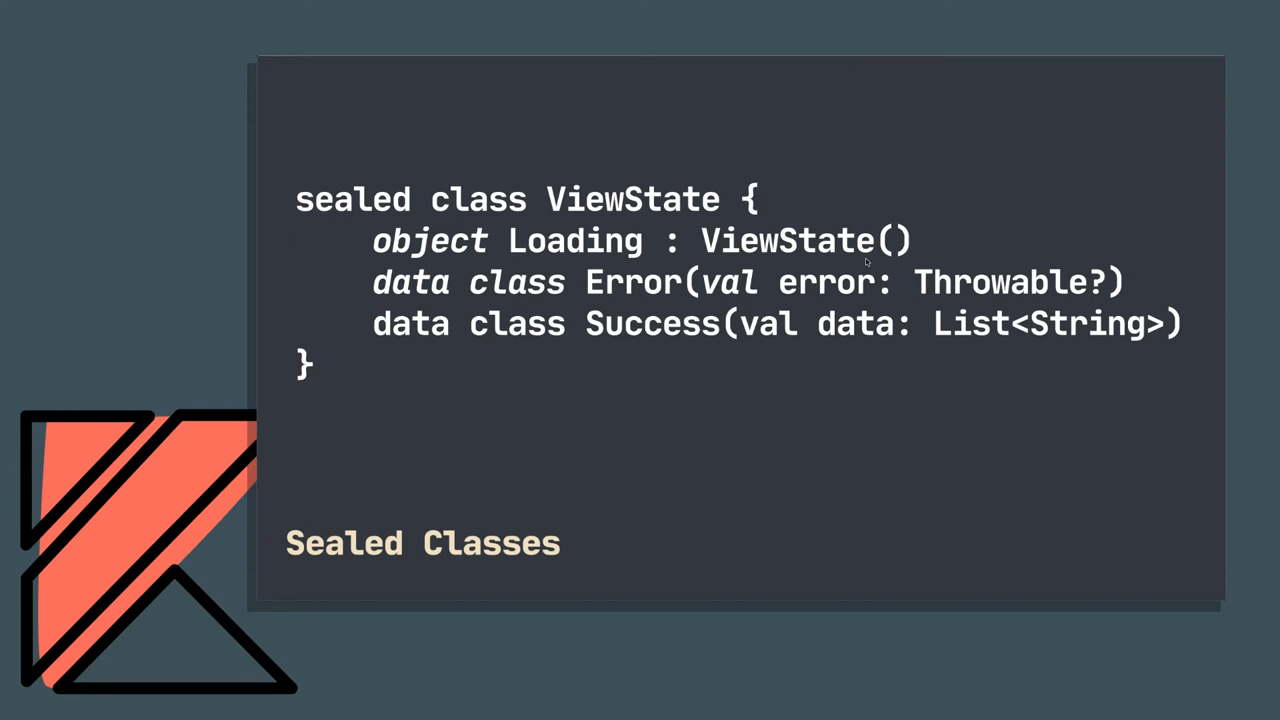 sealed class ViewState {
    object Loading : ViewState()
    data class Error(val error: Throwable?)
    data class Success(val data: List<String>)
}
Sealed Classes